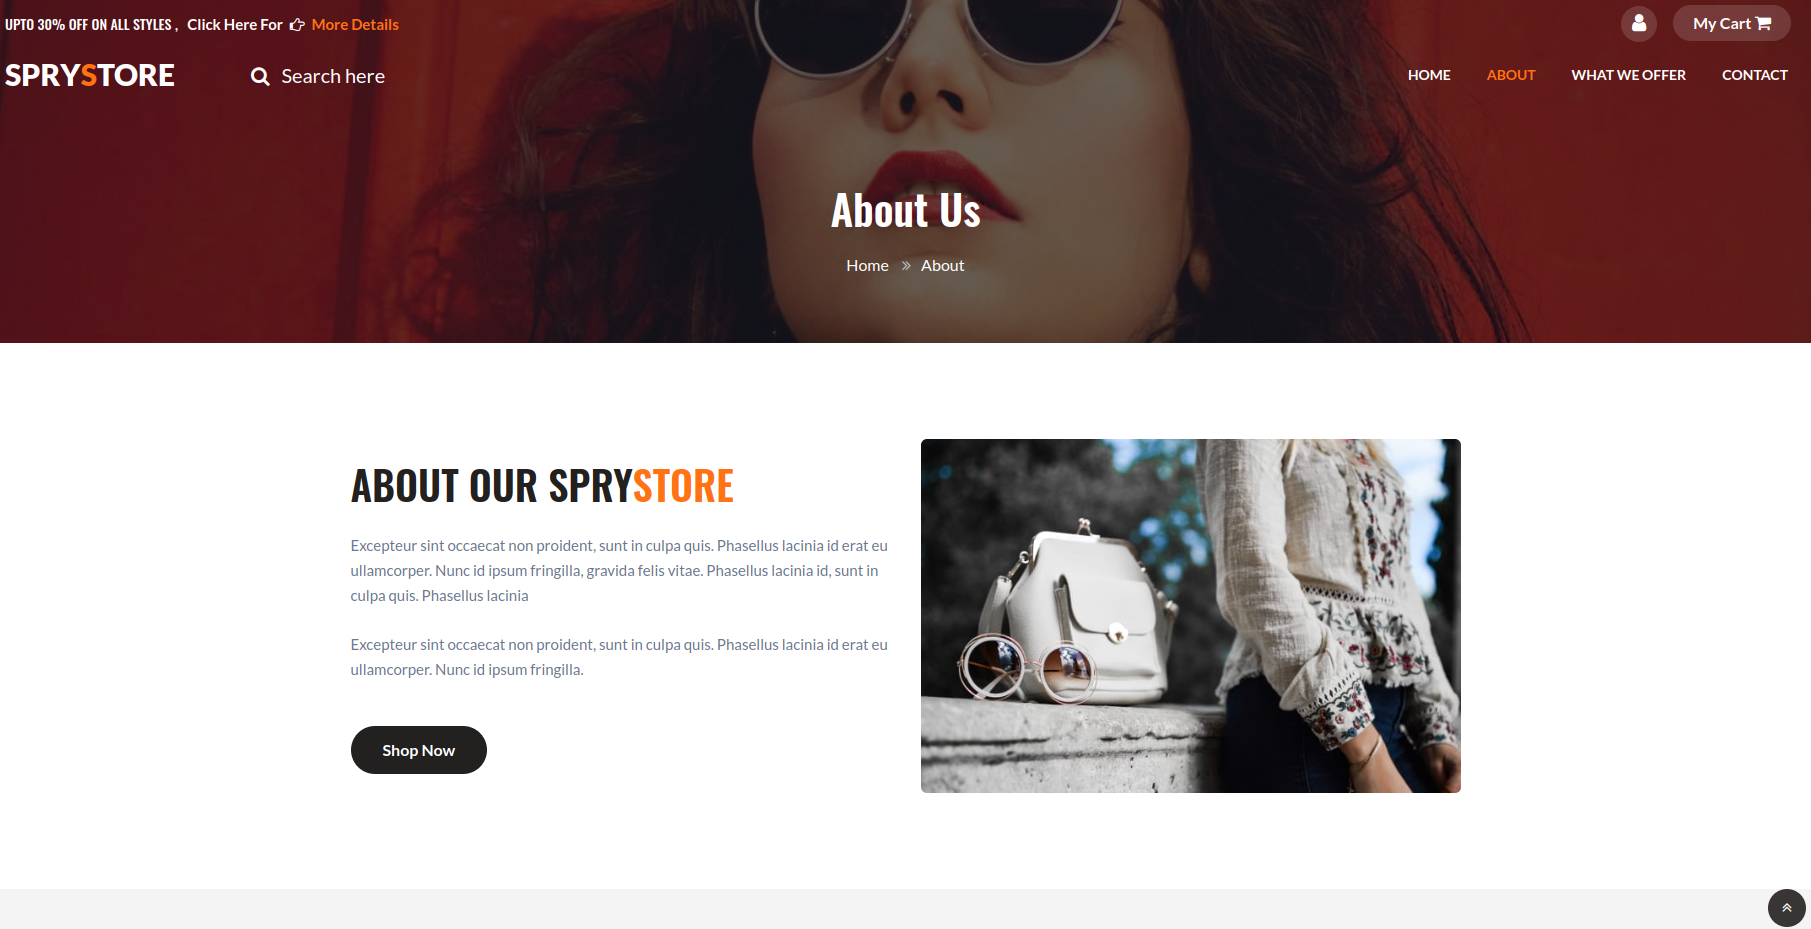 UPTO 30% OFF ON ALL STYLES , Click Here For More Details
My Cart
SPRYSTORE
Search here
HOME ABOUT WHAT WE OFFER CONTACT
About Us
Home » About
ABOUT OUR SPRYSTORE
Excepteur sint occaecat non proident, sunt in culpa quis. Phasellus lacinia id erat eu
ullamcorper. Nunc id ipsum fringilla, gravida felis vitae. Phasellus lacinia id, sunt in
culpa quis. Phasellus lacinia
Excepteur sint occaecat non proident, sunt in culpa quis. Phasellus lacinia id erat eu
ullamcorper. Nunc id ipsum fringilla.
Shop Now